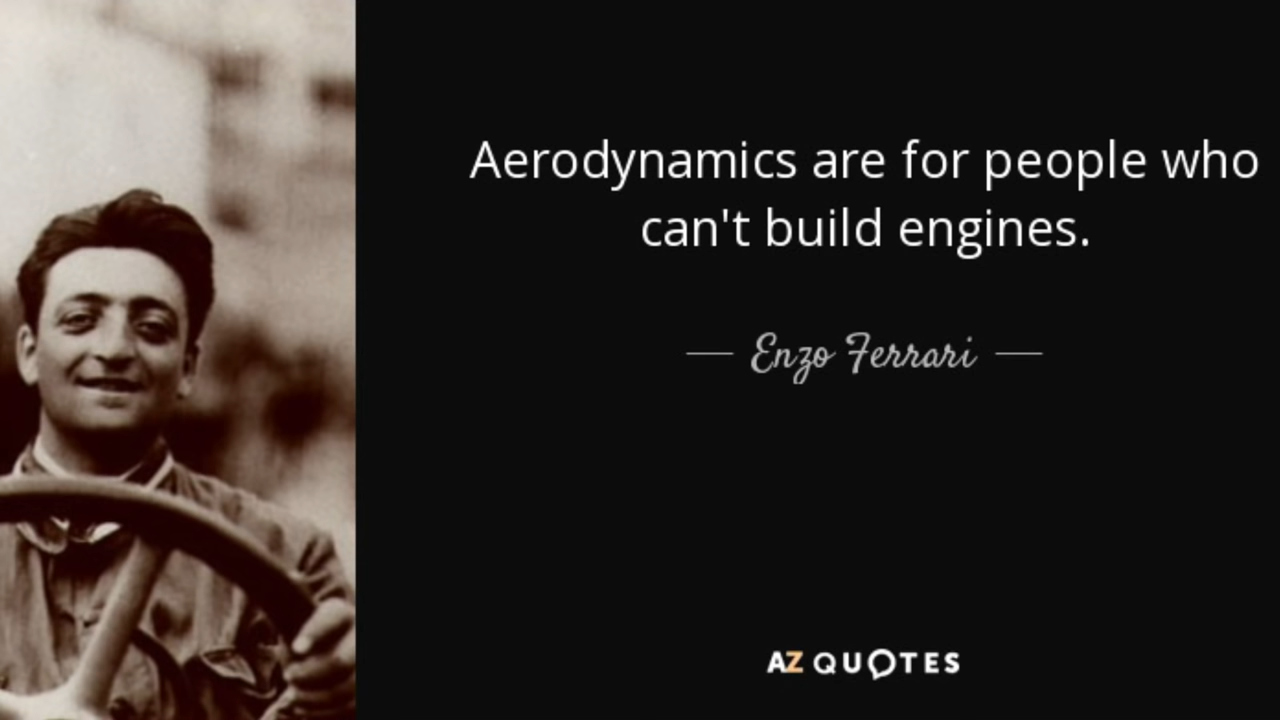 Aerodynamics are for people who
can't build engines.
Enzo Ferrari
AZ QUOTES